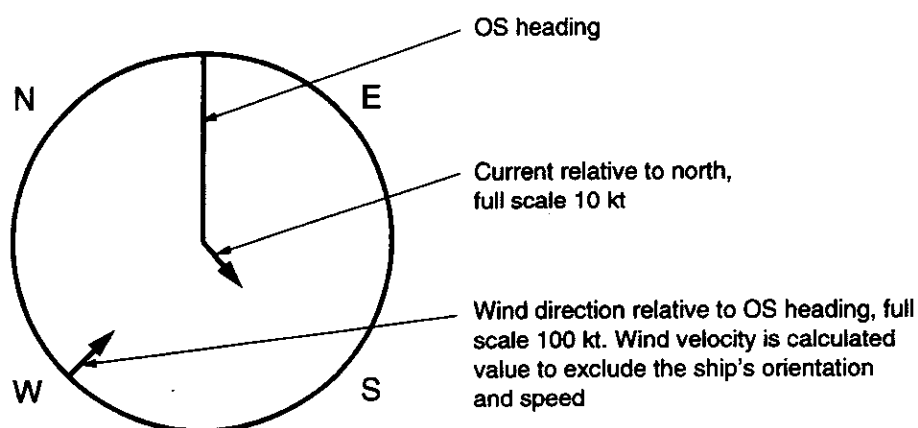 OS heading
N
E
Current relative to north,
full scale 10 kt
Wind direction relative to OS heading, full
scale 100 kt. Wind velocity is calculated
value to exclude the ship's orientation
and speed
W
S